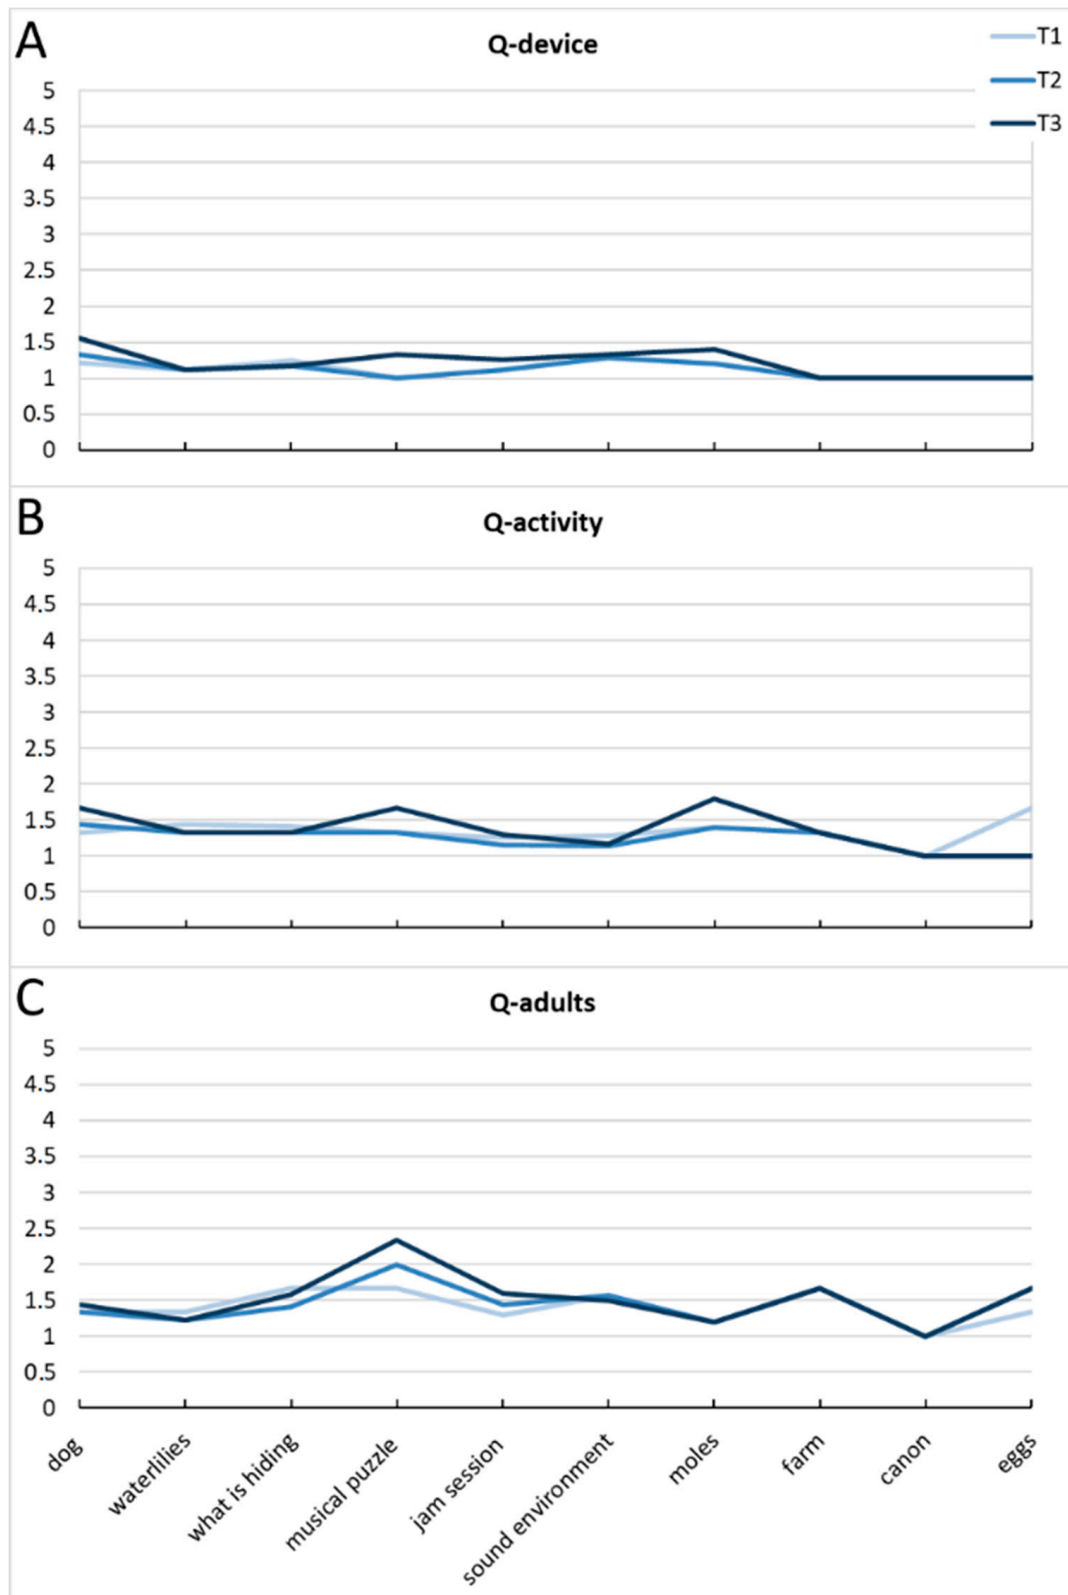 A
Q-device
T1
T2
T3
5
4.5
4
3.5
3
2.5
2
1.5
1
0.5
0
B
Q-activity
5
4.5
4
3.5
3
2.5
2
1.5
1
0.5
0
C
Q-adults
5
4.5
4
3.5
3
2.5
2
1.5
1
0.5
0
dog
waterlilies
what is hiding
musical puzzle
jam session
sound environment
moles
farm
canon
eggs